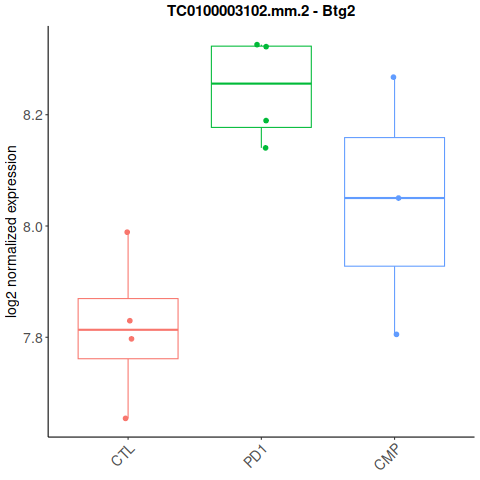 TC0100003102.mm.2 - Btg2
log2 normalized expression
8.2
8.0
7.8
CTL
PD1
CMP